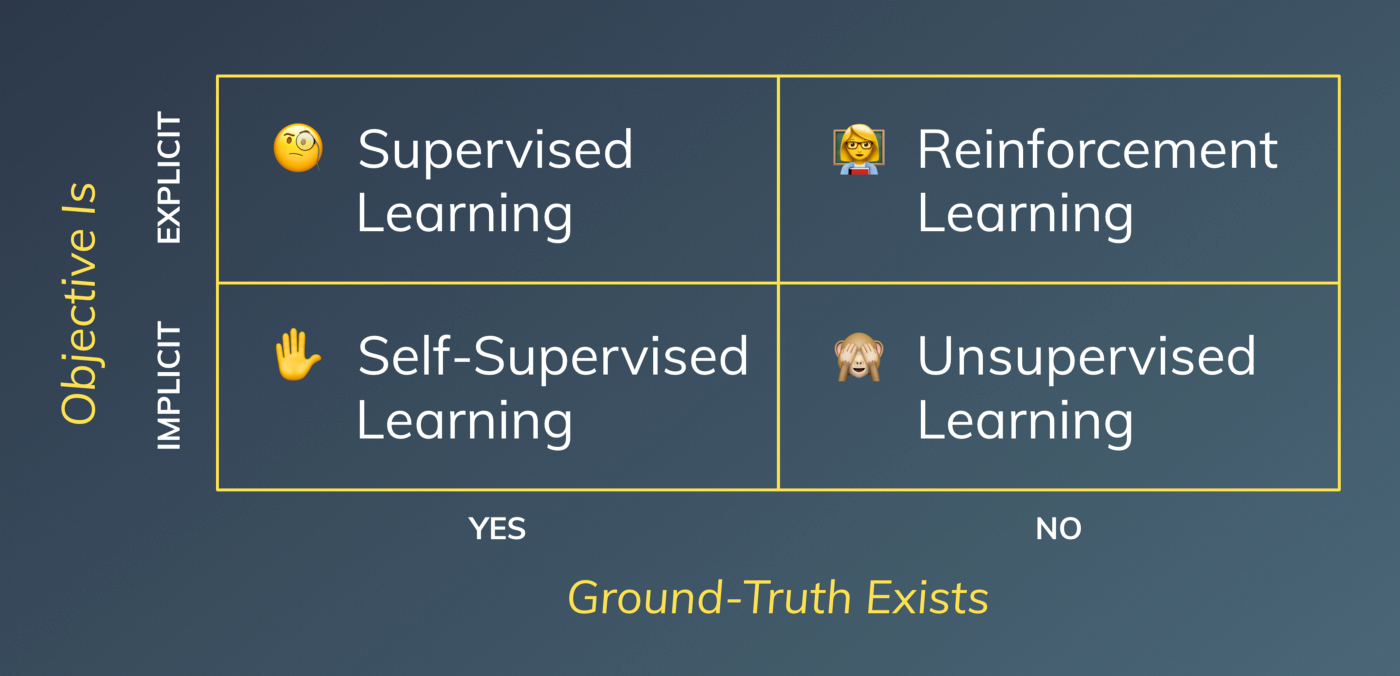 Objective Is
EXPLICIT
Supervised
Learning
Reinforcement
Learning
IMPLICIT
Self-Supervised
Learning
Unsupervised
Learning
YES
NO
Ground-Truth Exists